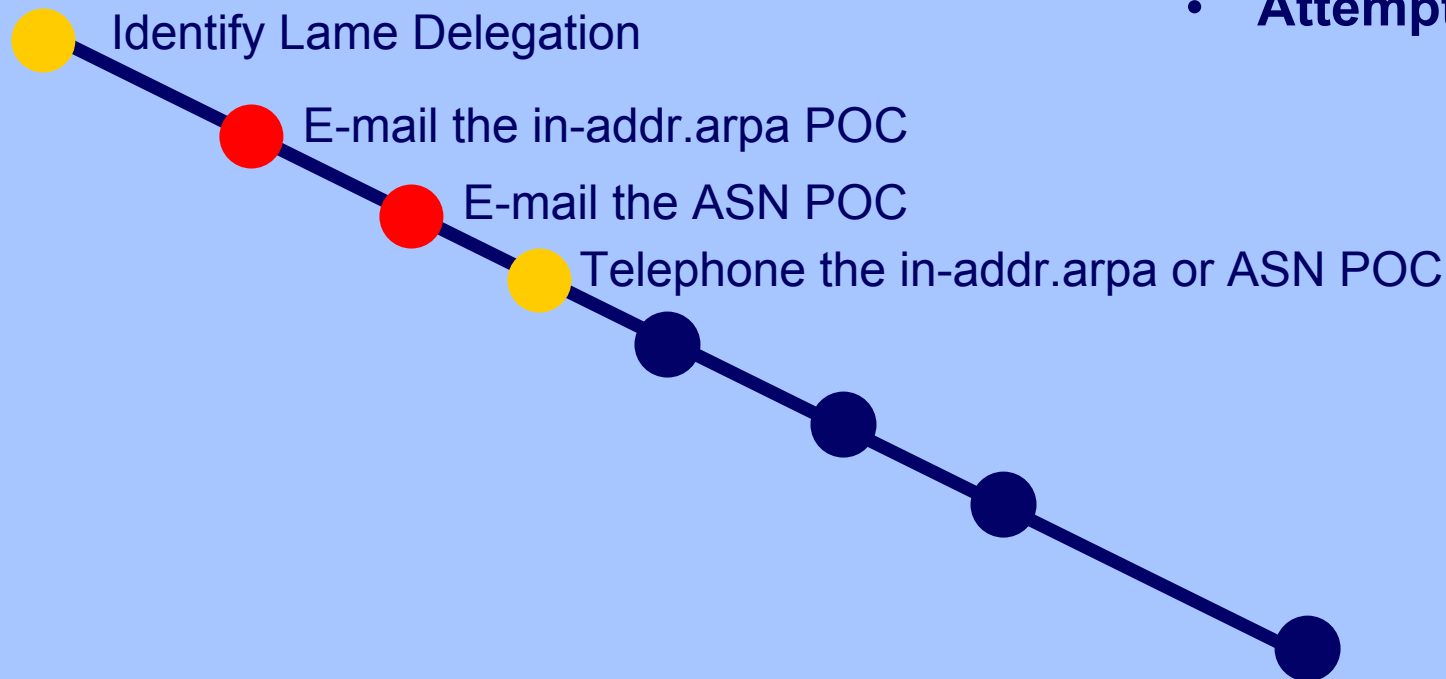 • Attempt
Identify Lame Delegation
E-mail the in-addr.arpa POC
E-mail the ASN POC
Telephone the in-addr.arpa or ASN POC